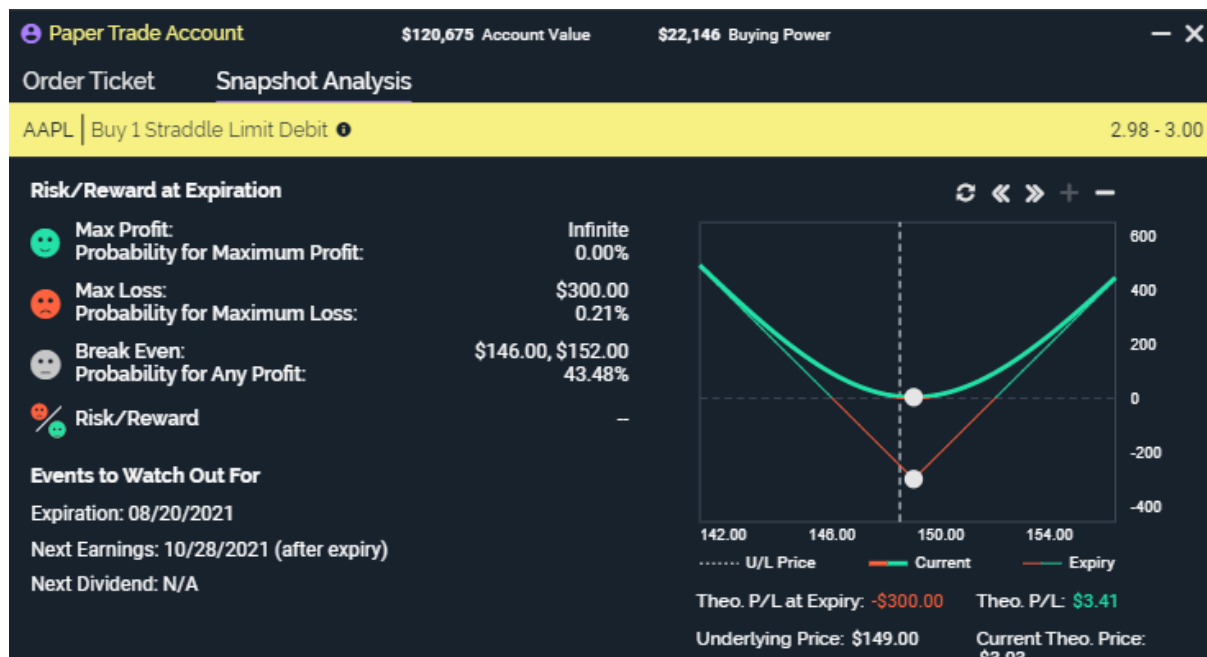 Paper Trade Account $120,675 Account Value $22,146 Buying Power
Order Ticket Snapshot Analysis
AAPL | Buy 1 Straddle Limit Debit 2.98 - 3.00
Risk/Reward at Expiration
Max Profit: Infinite
Probability for Maximum Profit: 0.00%
Max Loss: $300.00
Probability for Maximum Loss: 0.21%
Break Even: $146.00, $152.00
Probability for Any Profit: 43.48%
Risk/Reward --
Events to Watch Out For
Expiration: 08/20/2021
Next Earnings: 10/28/2021 (after expiry)
Next Dividend: N/A
600
400
200
0
-200
-400
142.00 146.00 150.00 154.00
U/L Price Current Expiry
Theo. P/L at Expiry: -$300.00 Theo. P/L: $3.41
Underlying Price: $149.00 Current Theo. Price: